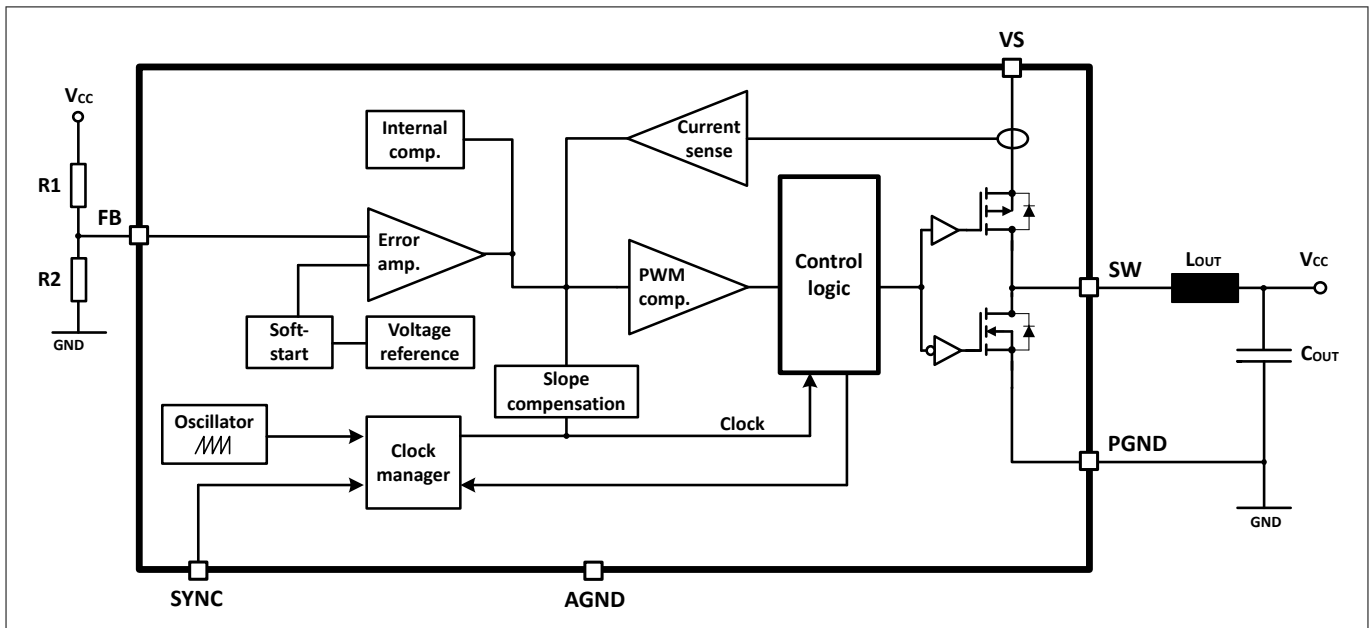 VS
VCC
Internal
comp.
Current
sense
R1
FB
Error
amp.
R2
GND
PWM
comp.
Control
logic
SW
LOUT
VCC
Soft-
start
Voltage
reference
COUT
Slope
compensation
Oscillator
Clock
manager
Clock
PGND
GND
SYNC
AGND